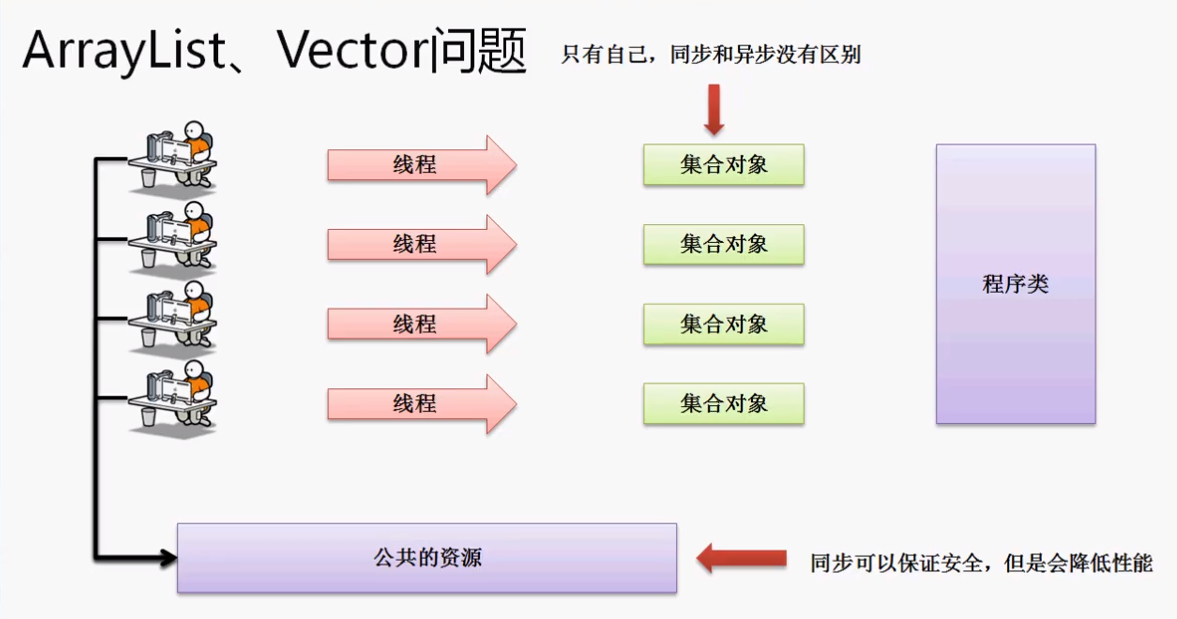 ArrayList、Vector问题
只有自己，同步和异步没有区别
线程
集合对象
线程
集合对象
程序类
线程
集合对象
线程
集合对象
公共的资源
同步可以保证安全，但是会降低性能